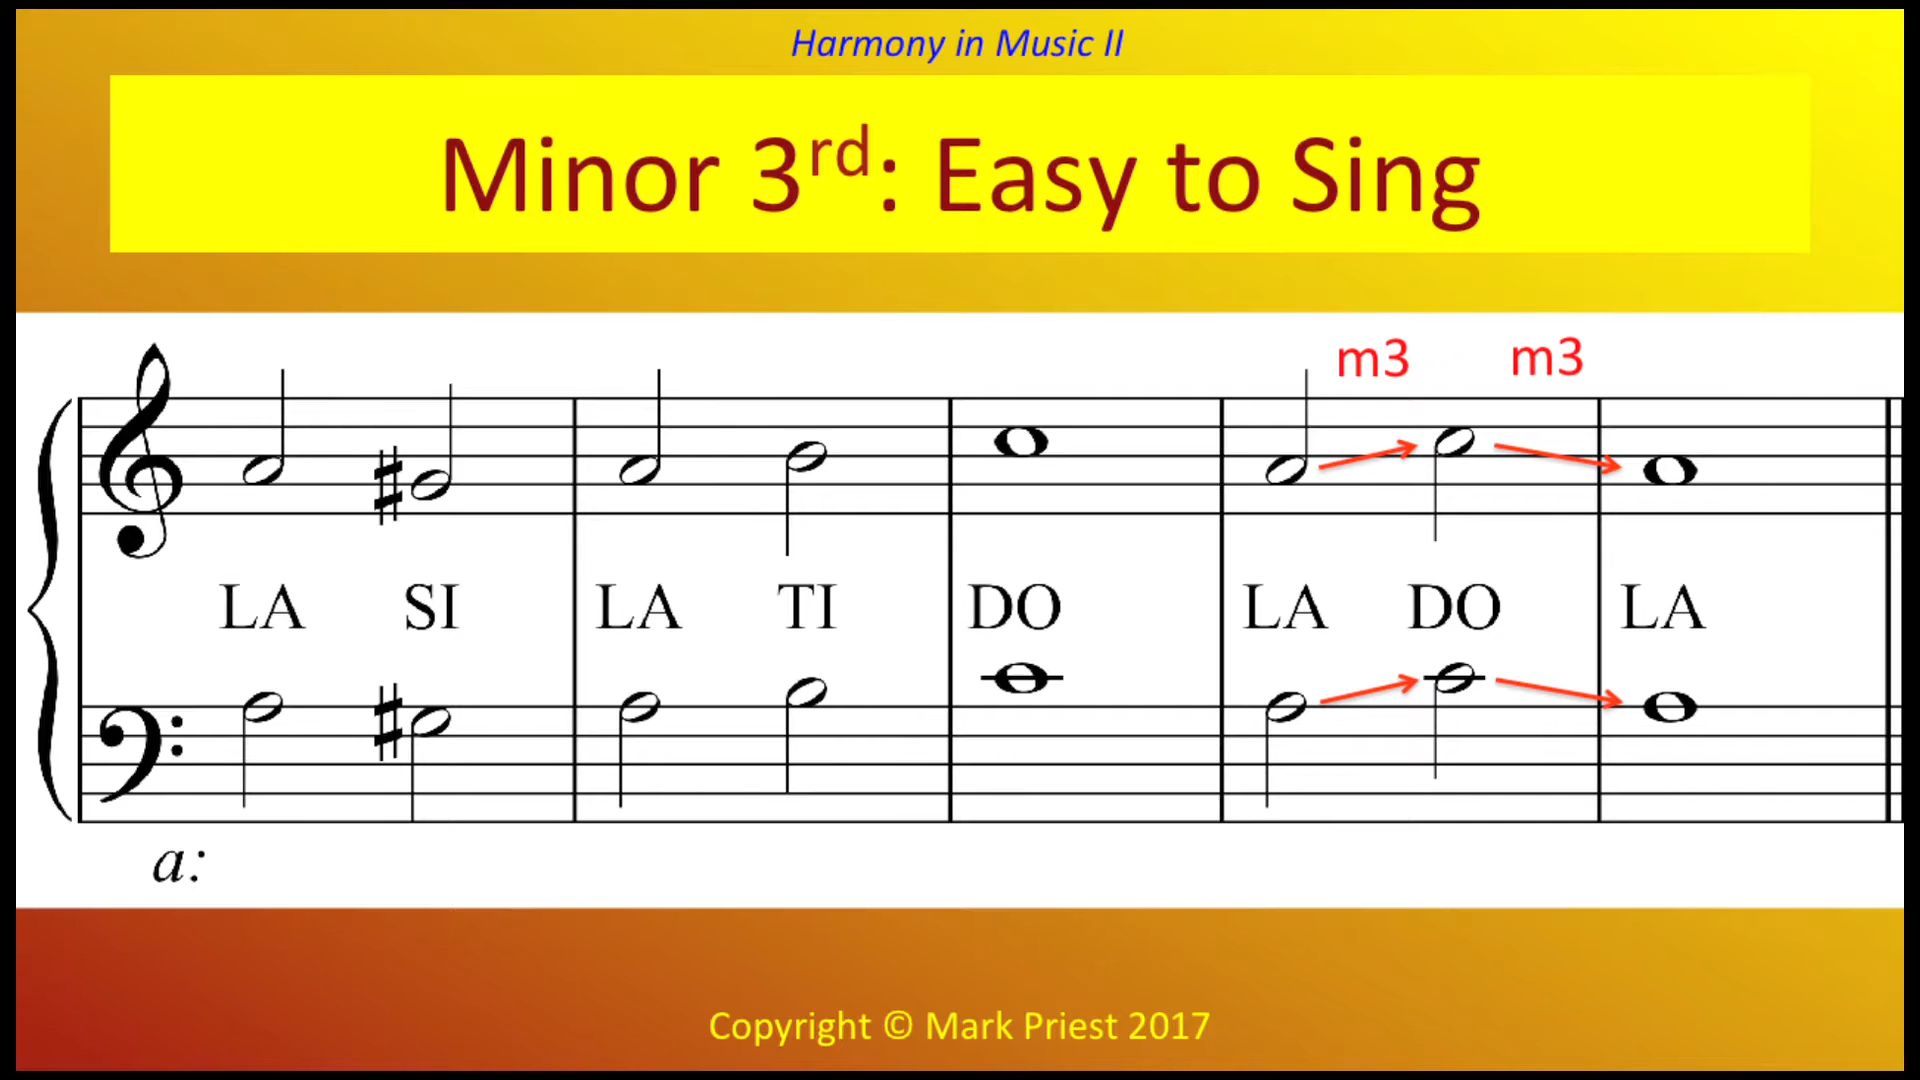 Harmony in Music II
Minor 3rd: Easy to Sing
m3 m3
LA SI LA TI DO LA DO LA
a:
Copyright © Mark Priest 2017